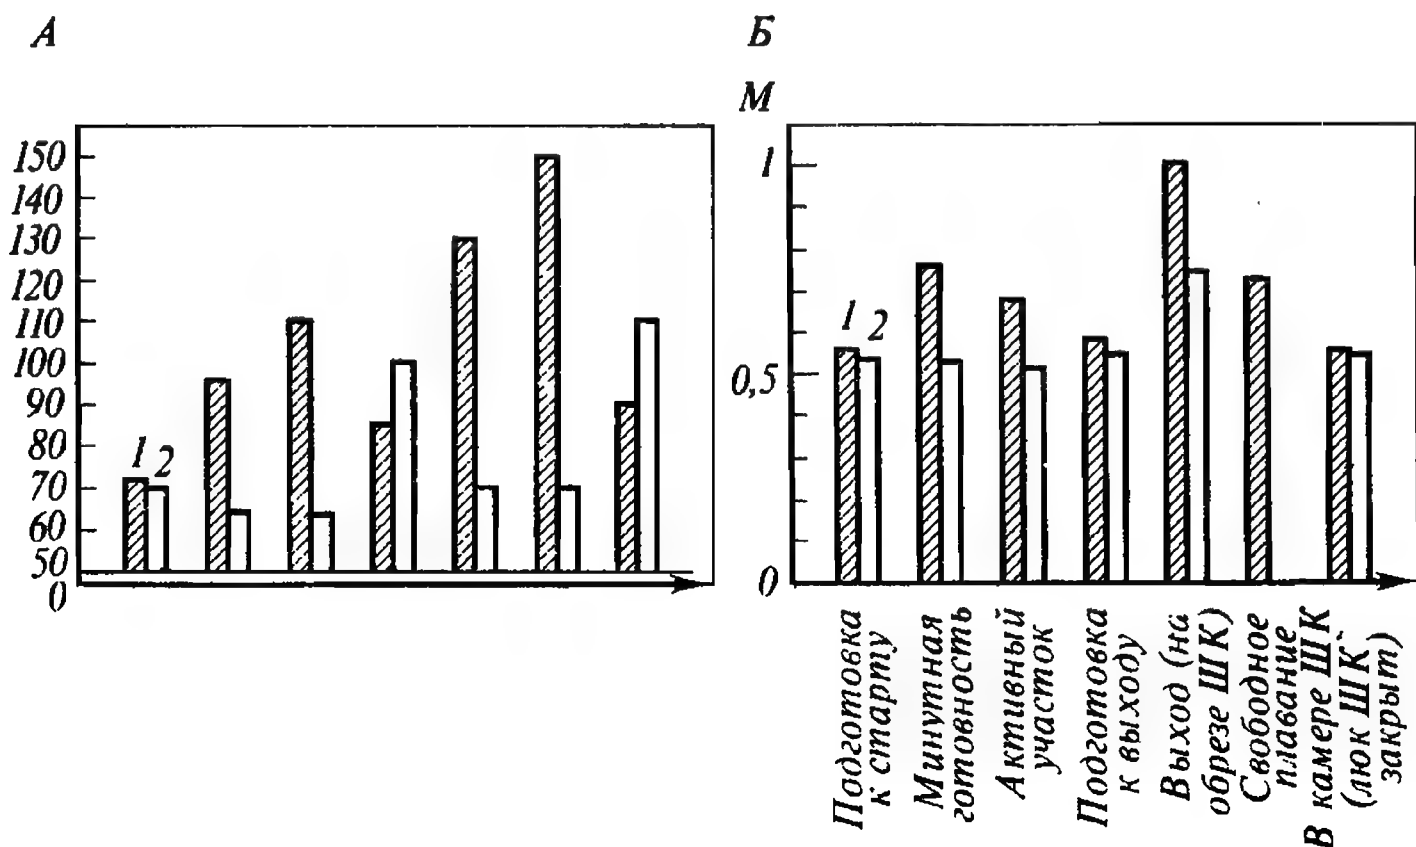 А
150
140
130
120
110
100
90
80
70
60
50
0
1 2
Б
М
1
0,5
0
1 2
Подготовка
к старту
Минутная
готовность
Активный
участок
Подготовка
к выходу
Выход (на
обрезе ШК)
Свободное
плавание
В камере ШК
(люк ШК
закрыт)